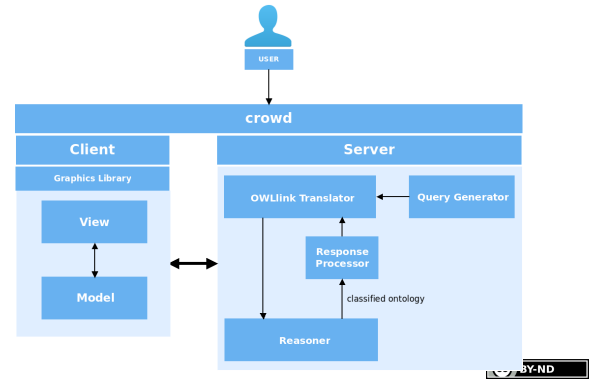 USER
crowd
Client
Server
Graphics Library
OWLlink Translator
Query Generator
View
Response
Processor
Model
classified ontology
Reasoner
BY-ND